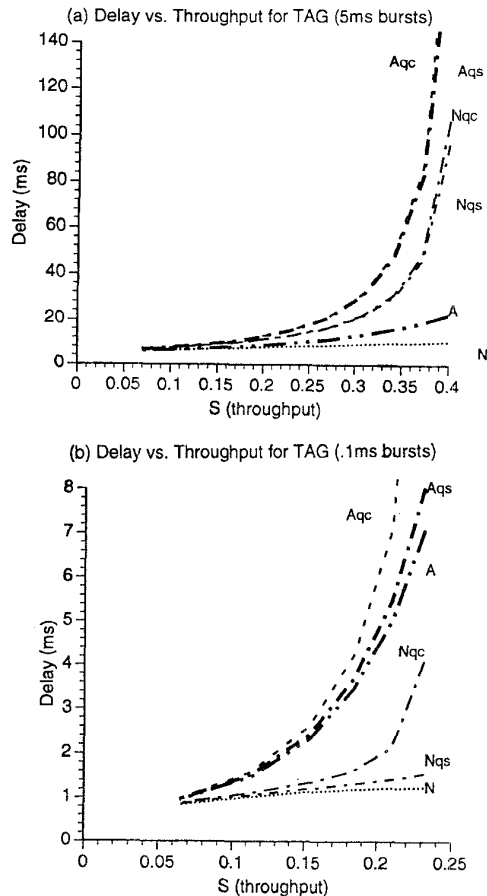 (a) Delay vs. Throughput for TAG (5ms bursts)
140
120
100
80
60
40
20
0
Delay (ms)
Aqc
Aqs
Nqc
Nqs
A
N
0 0.05 0.1 0.15 0.2 0.25 0.3 0.35 0.4
S (throughput)
(b) Delay vs. Throughput for TAG (.1ms bursts)
8
7
6
5
4
3
2
1
0
Delay (ms)
Aqc
Aqs
A
Nqc
Nqs
N
0 0.05 0.1 0.15 0.2 0.25
S (throughput)